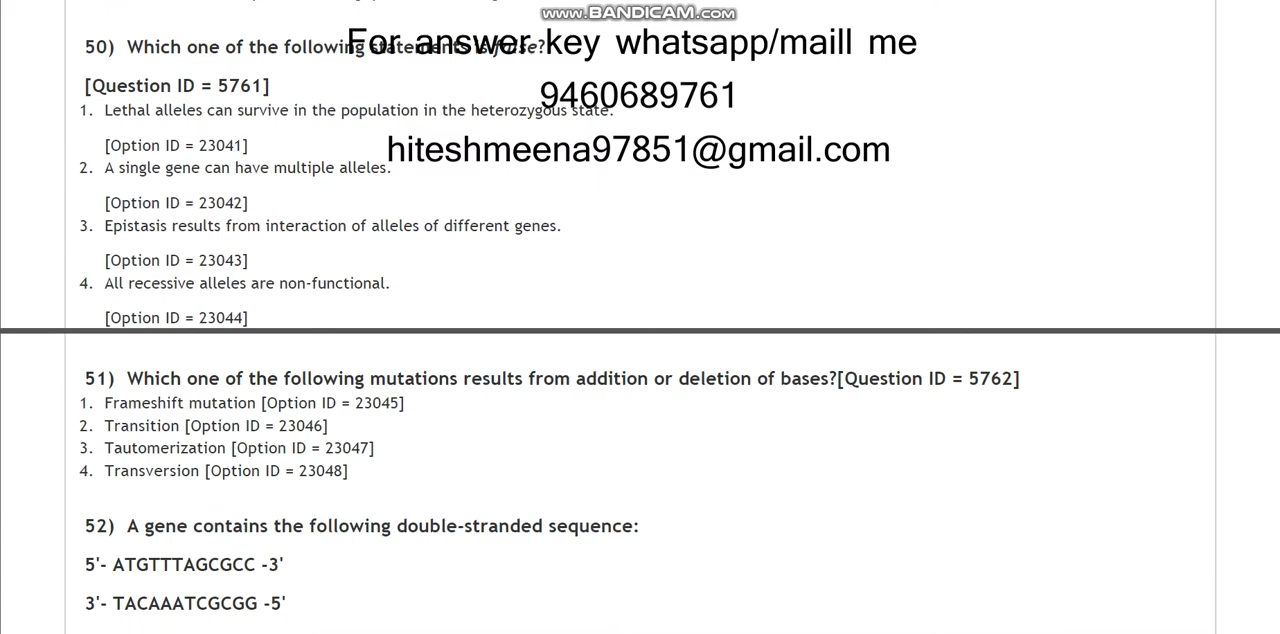 www.BANDICAM.com
50) Which one of the following statements is false?
For answer key whatsapp/maill me
[Question ID = 5761]
9460689761
1. Lethal alleles can survive in the population in the heterozygous state.
[Option ID = 23041]
hiteshmeena97851@gmail.com
2. A single gene can have multiple alleles.
[Option ID = 23042]
3. Epistasis results from interaction of alleles of different genes.
[Option ID = 23043]
4. All recessive alleles are non-functional.
[Option ID = 23044]
51) Which one of the following mutations results from addition or deletion of bases?[Question ID = 5762]
1. Frameshift mutation [Option ID = 23045]
2. Transition [Option ID = 23046]
3. Tautomerization [Option ID = 23047]
4. Transversion [Option ID = 23048]
52) A gene contains the following double-stranded sequence:
5'- ATGTTTAGCGCC -3'
3'- TACAAATCGCGG -5'